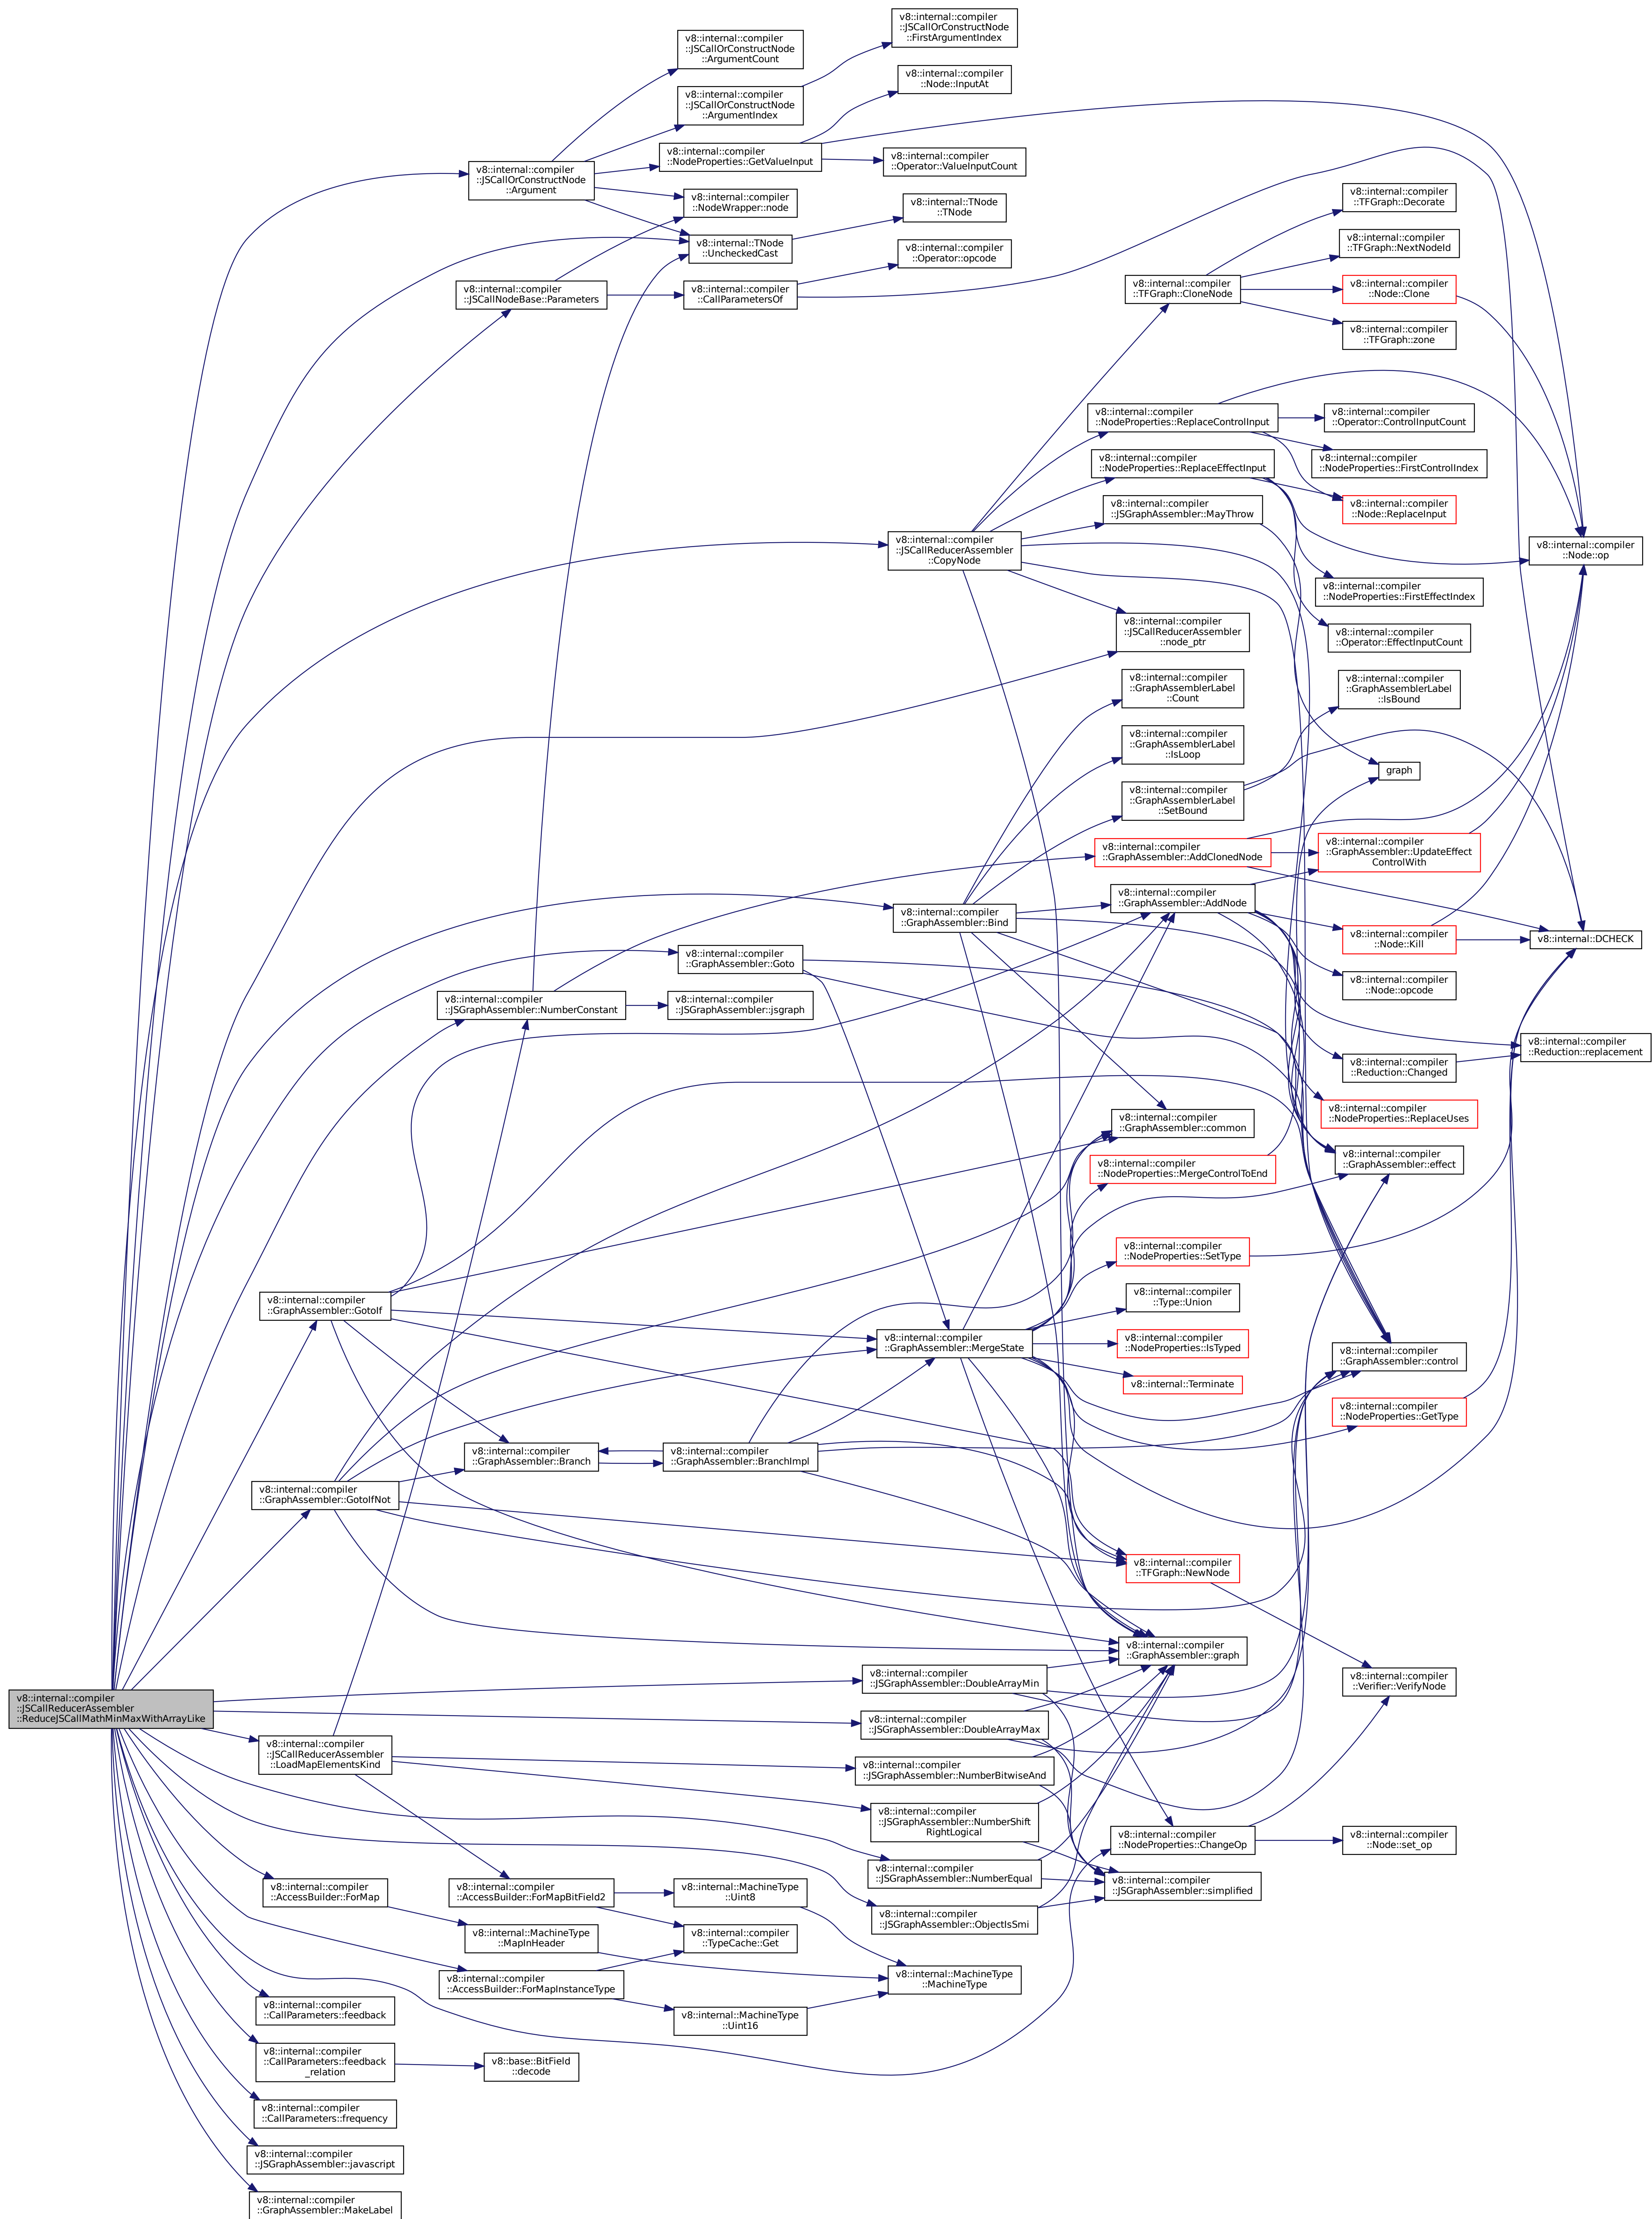 v8::internal::compiler
::JSCallOrConstructNode
::FirstArgumentIndex
v8::internal::compiler
::JSCallOrConstructNode
::ArgumentCount
v8::internal::compiler
::Node::InputAt
v8::internal::compiler
::JSCallOrConstructNode
::ArgumentIndex
v8::internal::compiler
::NodeProperties::GetValueInput
v8::internal::compiler
::Operator::ValueInputCount
v8::internal::compiler
::JSCallOrConstructNode
::Argument
v8::internal::compiler
::NodeWrapper::node
v8::internal::TNode
::TNode
v8::internal::compiler
::TFGraph::Decorate
v8::internal::TNode
::UncheckedCast
v8::internal::compiler
::Operator::opcode
v8::internal::compiler
::TFGraph::NextNodeId
v8::internal::compiler
::JSCallNodeBase::Parameters
v8::internal::compiler
::CallParametersOf
v8::internal::compiler
::TFGraph::CloneNode
v8::internal::compiler
::Node::Clone
v8::internal::compiler
::TFGraph::zone
v8::internal::compiler
::NodeProperties::ReplaceControlInput
v8::internal::compiler
::Operator::ControlInputCount
v8::internal::compiler
::NodeProperties::ReplaceEffectInput
v8::internal::compiler
::NodeProperties::FirstControlIndex
v8::internal::compiler
::JSGraphAssembler::MayThrow
v8::internal::compiler
::Node::ReplaceInput
v8::internal::compiler
::JSCallReducerAssembler
::CopyNode
v8::internal::compiler
::Node::op
v8::internal::compiler
::NodeProperties::FirstEffectIndex
v8::internal::compiler
::JSCallReducerAssembler
::node_ptr
v8::internal::compiler
::Operator::EffectInputCount
v8::internal::compiler
::GraphAssemblerLabel
::Count
v8::internal::compiler
::GraphAssemblerLabel
::IsBound
v8::internal::compiler
::GraphAssemblerLabel
::IsLoop
graph
v8::internal::compiler
::GraphAssemblerLabel
::SetBound
v8::internal::compiler
::GraphAssembler::AddClonedNode
v8::internal::compiler
::GraphAssembler::UpdateEffect
ControlWith
v8::internal::compiler
::GraphAssembler::AddNode
v8::internal::compiler
::GraphAssembler::Bind
v8::internal::compiler
::Node::Kill
v8::internal::DCHECK
v8::internal::compiler
::GraphAssembler::Goto
v8::internal::compiler
::Node::opcode
v8::internal::compiler
::JSGraphAssembler::NumberConstant
v8::internal::compiler
::JSGraphAssembler::jsgraph
v8::internal::compiler
::Reduction::replacement
v8::internal::compiler
::Reduction::Changed
v8::internal::compiler
::NodeProperties::ReplaceUses
v8::internal::compiler
::GraphAssembler::common
v8::internal::compiler
::GraphAssembler::effect
v8::internal::compiler
::NodeProperties::MergeControlToEnd
v8::internal::compiler
::NodeProperties::SetType
v8::internal::compiler
::GraphAssembler::GotoIf
v8::internal::compiler
::Type::Union
v8::internal::compiler
::GraphAssembler::MergeState
v8::internal::compiler
::NodeProperties::IsTyped
v8::internal::compiler
::GraphAssembler::control
v8::internal::Terminate
v8::internal::compiler
::NodeProperties::GetType
v8::internal::compiler
::GraphAssembler::Branch
v8::internal::compiler
::GraphAssembler::BranchImpl
v8::internal::compiler
::GraphAssembler::GotoIfNot
v8::internal::compiler
::TFGraph::NewNode
v8::internal::compiler
::GraphAssembler::graph
v8::internal::compiler
::JSGraphAssembler::DoubleArrayMin
v8::internal::compiler
::Verifier::VerifyNode
v8::internal::compiler
::JSCallReducerAssembler
::ReduceJSCallMathMinMaxWithArrayLike
v8::internal::compiler
::JSGraphAssembler::DoubleArrayMax
v8::internal::compiler
::JSCallReducerAssembler
::LoadMapElementsKind
v8::internal::compiler
::JSGraphAssembler::NumberBitwiseAnd
v8::internal::compiler
::JSGraphAssembler::NumberShift
RightLogical
v8::internal::compiler
::NodeProperties::ChangeOp
v8::internal::compiler
::Node::set_op
v8::internal::compiler
::JSGraphAssembler::NumberEqual
v8::internal::compiler
::JSGraphAssembler::simplified
v8::internal::compiler
::AccessBuilder::ForMap
v8::internal::compiler
::AccessBuilder::ForMapBitField2
v8::internal::MachineType
::Uint8
v8::internal::compiler
::JSGraphAssembler::ObjectIsSmi
v8::internal::MachineType
::MapInHeader
v8::internal::compiler
::TypeCache::Get
v8::internal::compiler
::AccessBuilder::ForMapInstanceType
v8::internal::MachineType
::MachineType
v8::internal::compiler
::CallParameters::feedback
v8::internal::MachineType
::Uint16
v8::internal::compiler
::CallParameters::feedback
_relation
v8::base::BitField
::decode
v8::internal::compiler
::CallParameters::frequency
v8::internal::compiler
::JSGraphAssembler::javascript
v8::internal::compiler
::GraphAssembler::MakeLabel